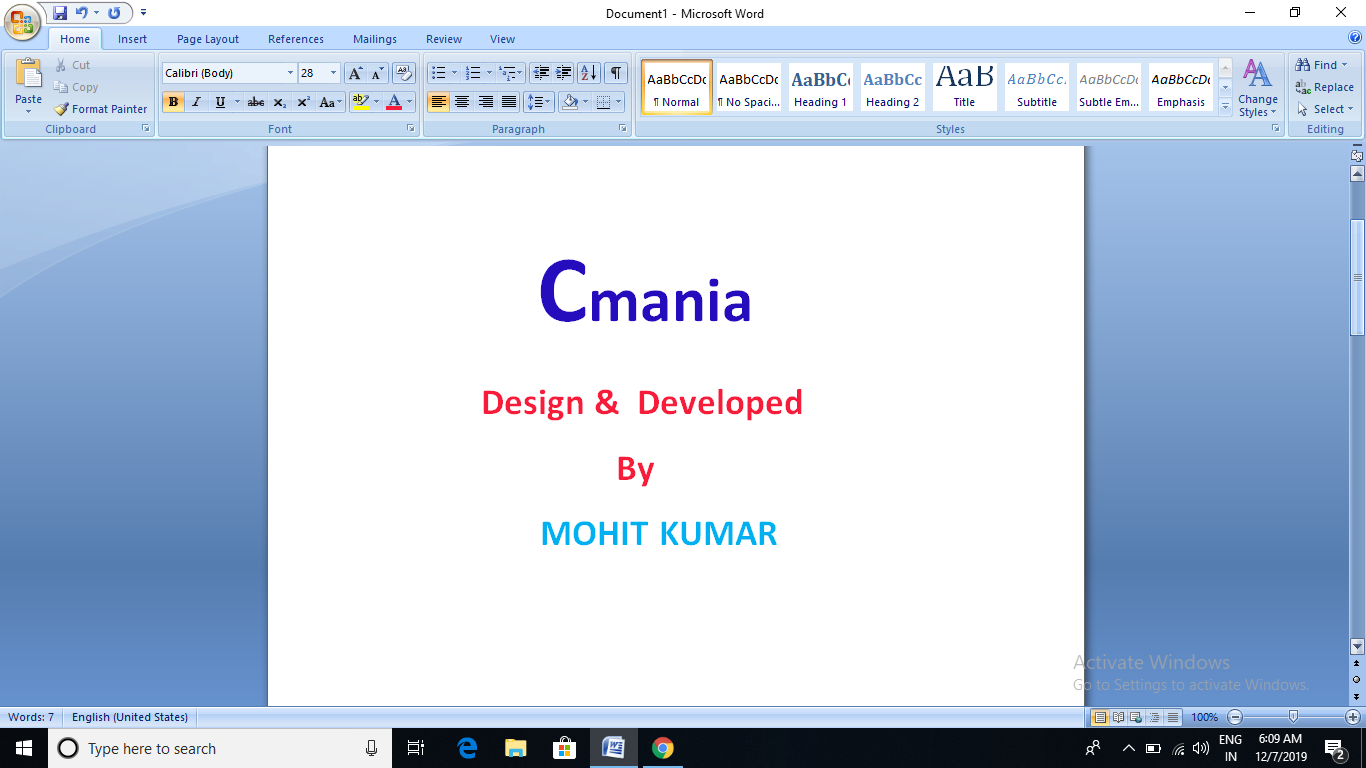 Document1 - Microsoft Word
Home Insert Page Layout References Mailings Review View
Paste
Cut
Copy
Format Painter
Clipboard
Calibri (Body) 28
B I U abc x₂ x² Aa ab A
Font
Paragraph
AaBbCcDc AaBbCcDc AaBbC AaBbCc AaB AaBbCc. AaBbCcDc AaBbCcDc
¶ Normal ¶ No Spaci... Heading 1 Heading 2 Title Subtitle Subtle Em... Emphasis
Change Styles
Styles
Find
Replace
Select
Editing
Cmania
Design & Developed
By
MOHIT KUMAR
Activate Windows
Go to Settings to activate Windows.
Words: 7 English (United States) 100%
Type here to search
ENG
IN
6:09 AM
12/7/2019
2